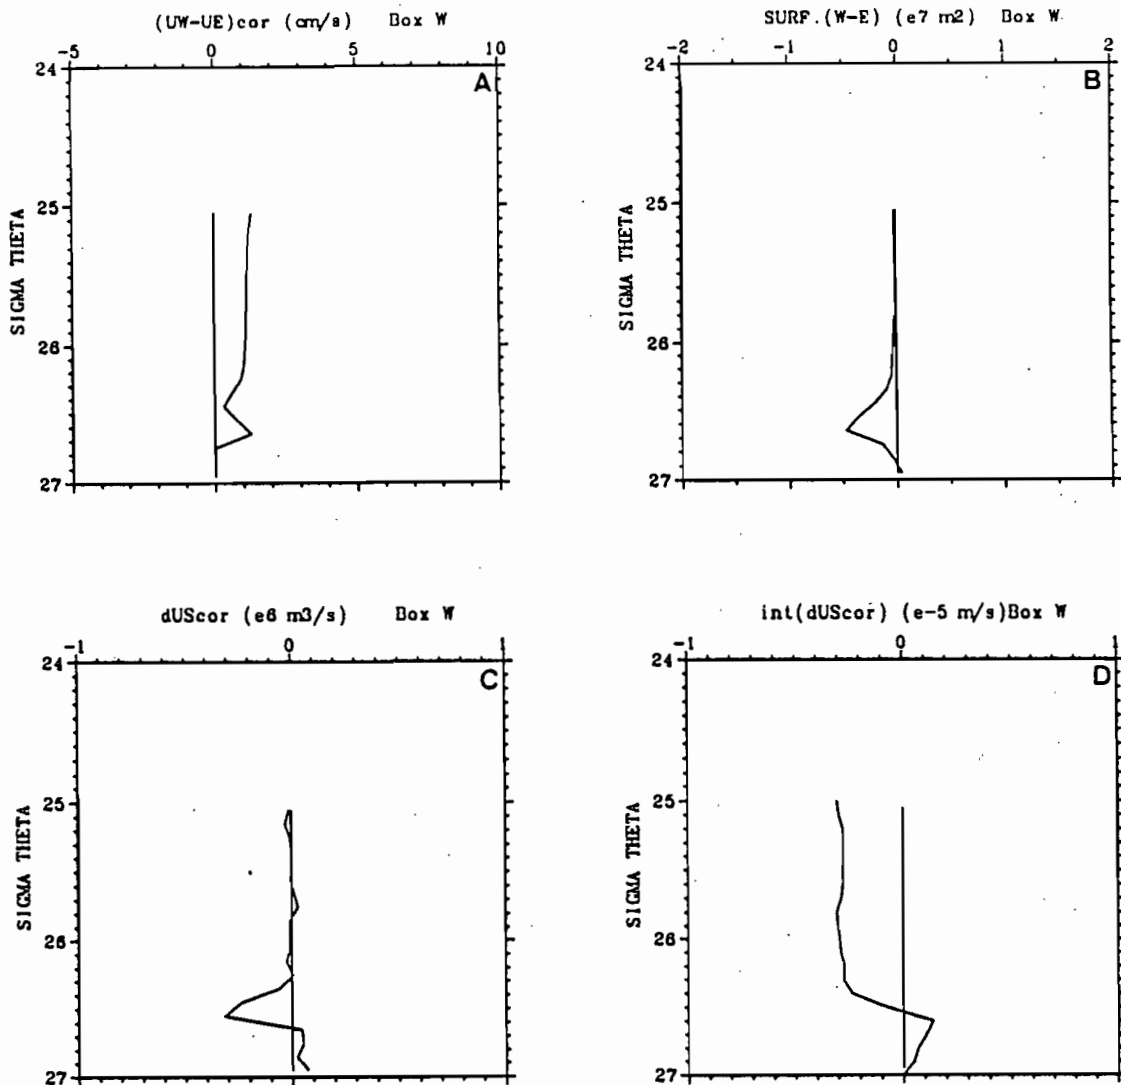 (UW-UE)cor (cm/s) Box W
-5 0 5 10
24
A
25
26
27
SIGMA THETA
SURF.(W-E) (e7 m2) Box W
-2 -1 0 1 2
24
B
25
26
27
SIGMA THETA
dUScor (e6 m3/s) Box W
-1 0 1
24
C
25
26
27
SIGMA THETA
int(dUScor) (e-5 m/s)Box W
-1 0 1
24
D
25
26
27
SIGMA THETA